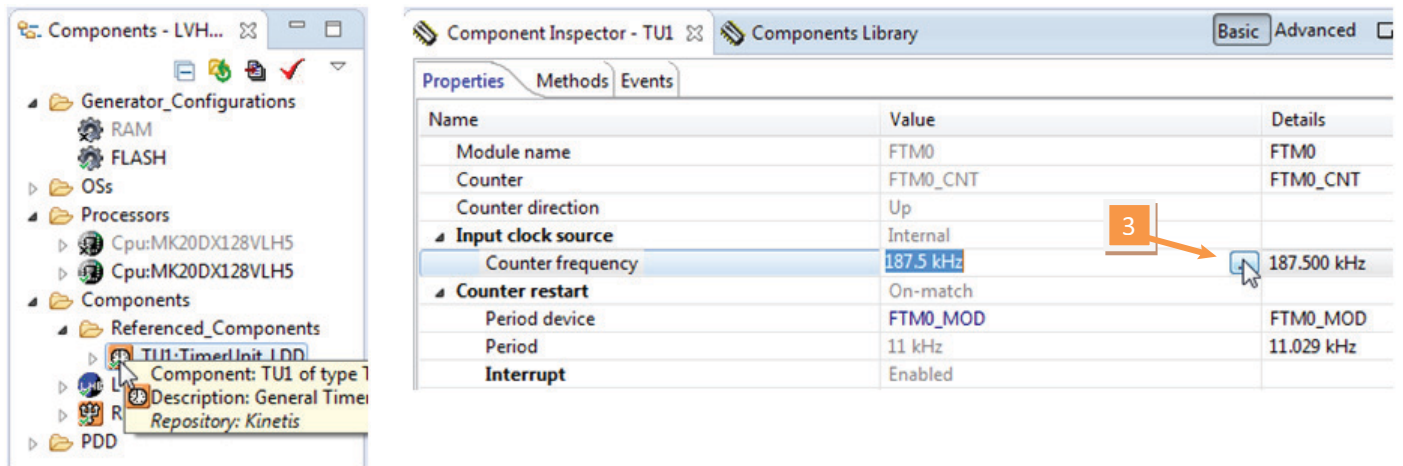 Components - LVH...
Generator_Configurations
RAM
FLASH
OSs
Processors
Cpu:MK20DX128VLH5
Cpu:MK20DX128VLH5
Components
Referenced_Components
TU1:TimerUnit_LDD
Component: TU1 of type T
L
Description: General Time
R
Repository: Kinetis
PDD
Component Inspector - TU1
Components Library
Basic Advanced
Properties Methods Events
Name Value Details
Module name FTM0 FTM0
Counter FTM0_CNT FTM0_CNT
Counter direction Up
3
Input clock source Internal
Counter frequency 187.5 kHz 187.500 kHz
Counter restart On-match
Period device FTM0_MOD FTM0_MOD
Period 11 kHz 11.029 kHz
Interrupt Enabled